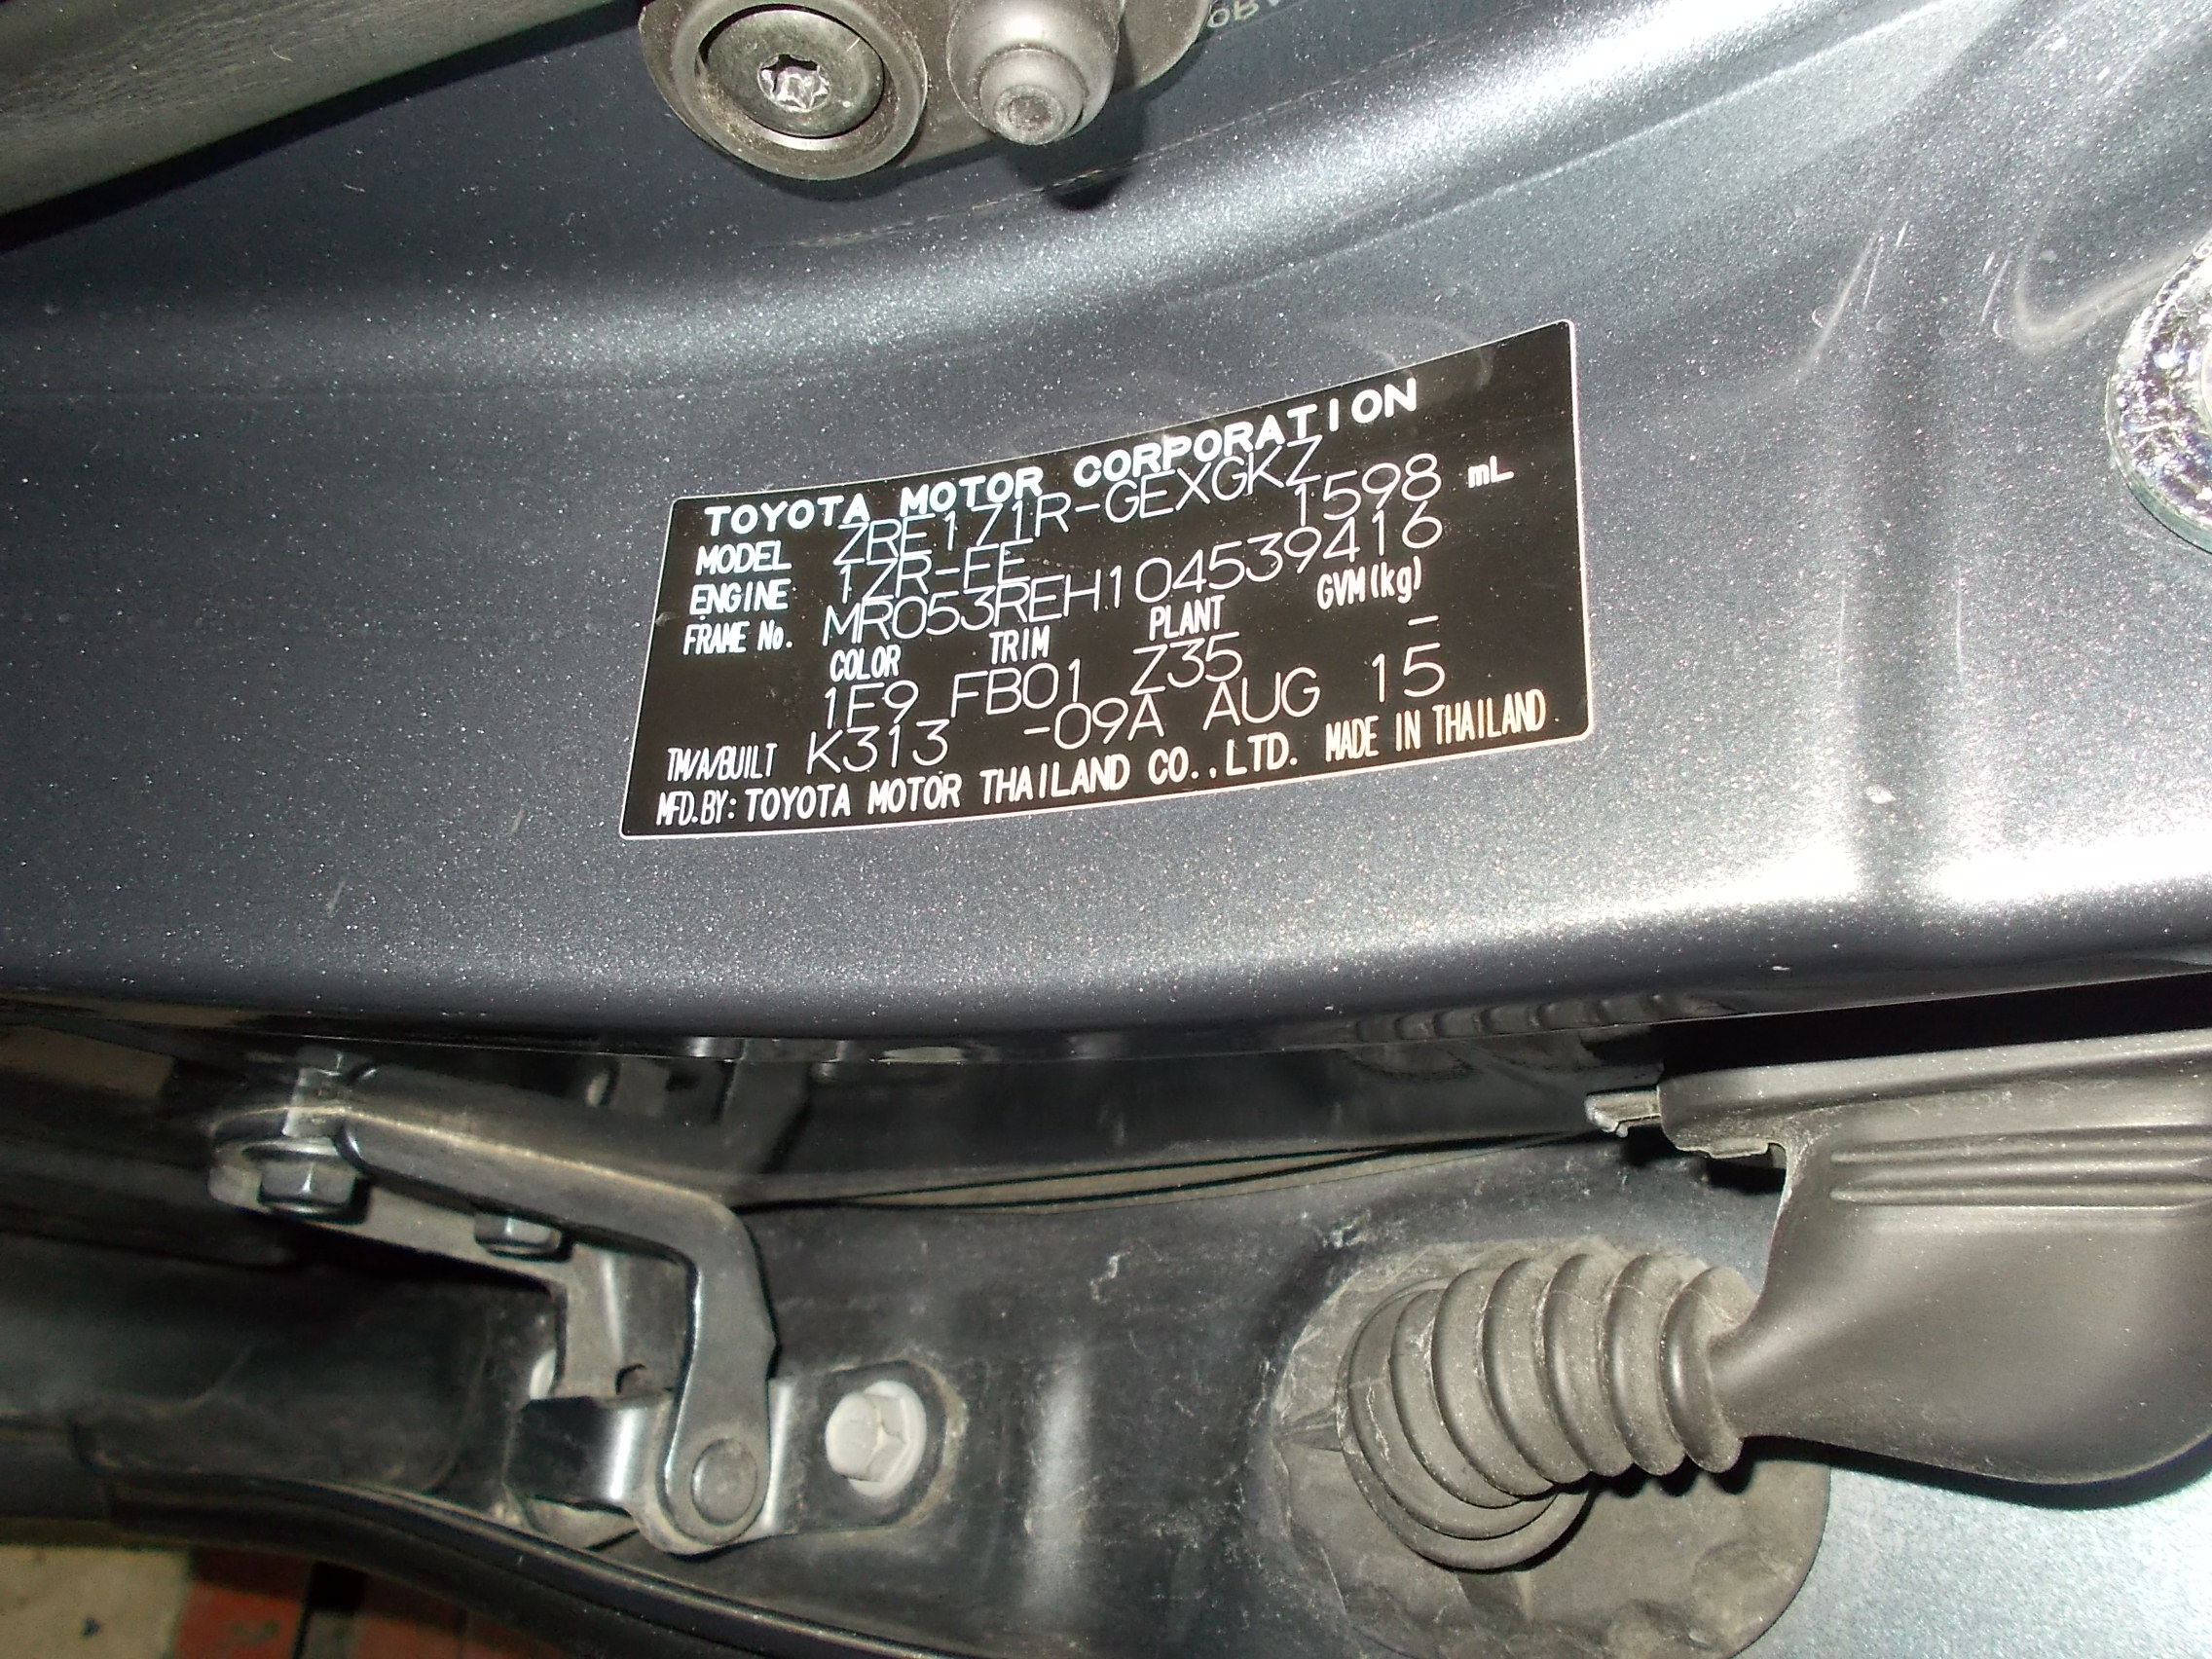 TOYOTA MOTOR CORPORATION
MODEL ZRE171R-GEXGKZ
ENGINE 1ZR-FE 1598 mL
FRAME No. MR053REH104539416
COLOR TRIM PLANT GVM(kg)
1F9 FB01 Z35 -
TM/A/BUILT K313 -09A AUG 15
MFD.BY: TOYOTA MOTOR THAILAND CO.,LTD. MADE IN THAILAND